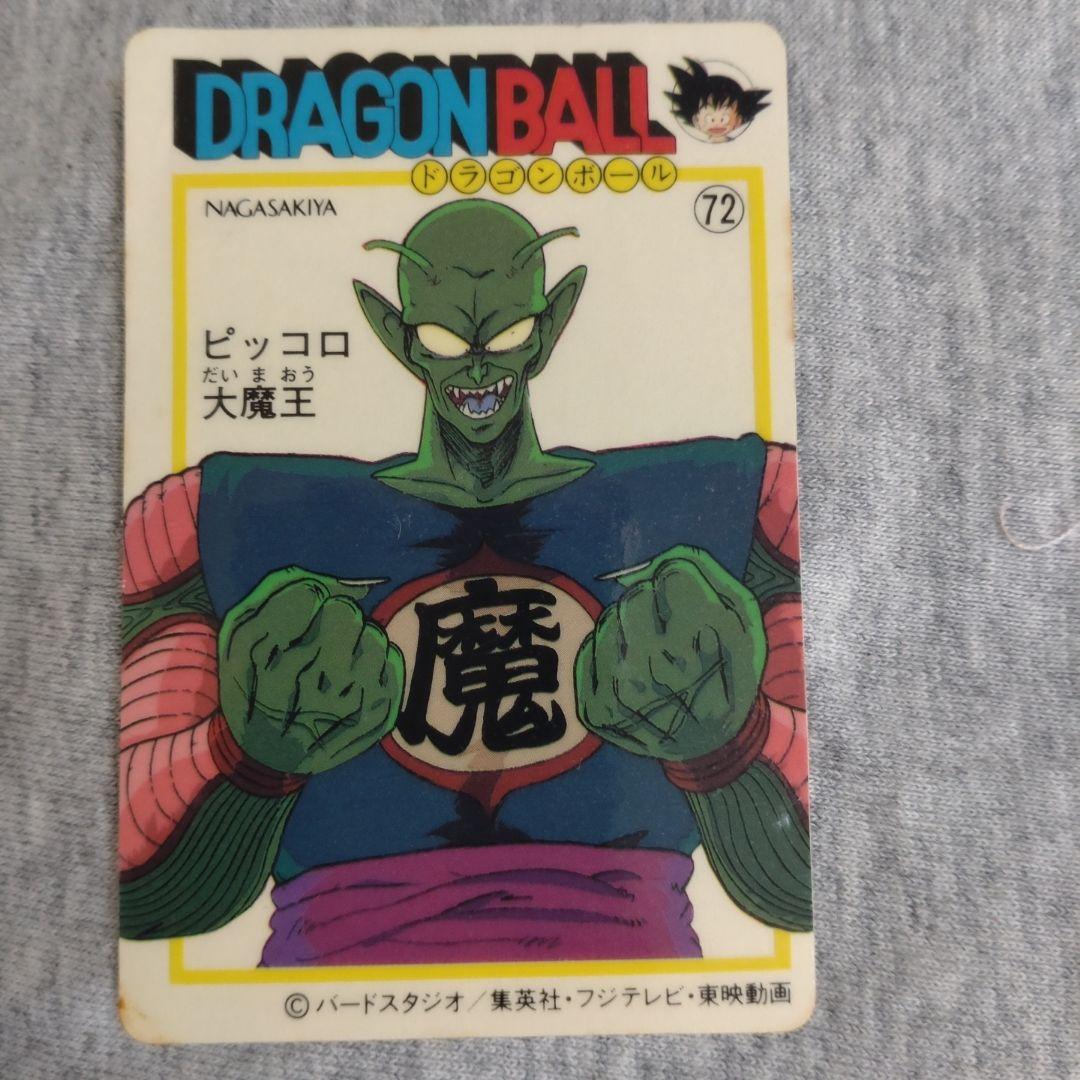 DRAGON BALL
ドラゴンボール
NAGASAKIYA
72
ピッコロ
だいまおう
大魔王
魔
©バードスタジオ／集英社・フジテレビ・東映動画